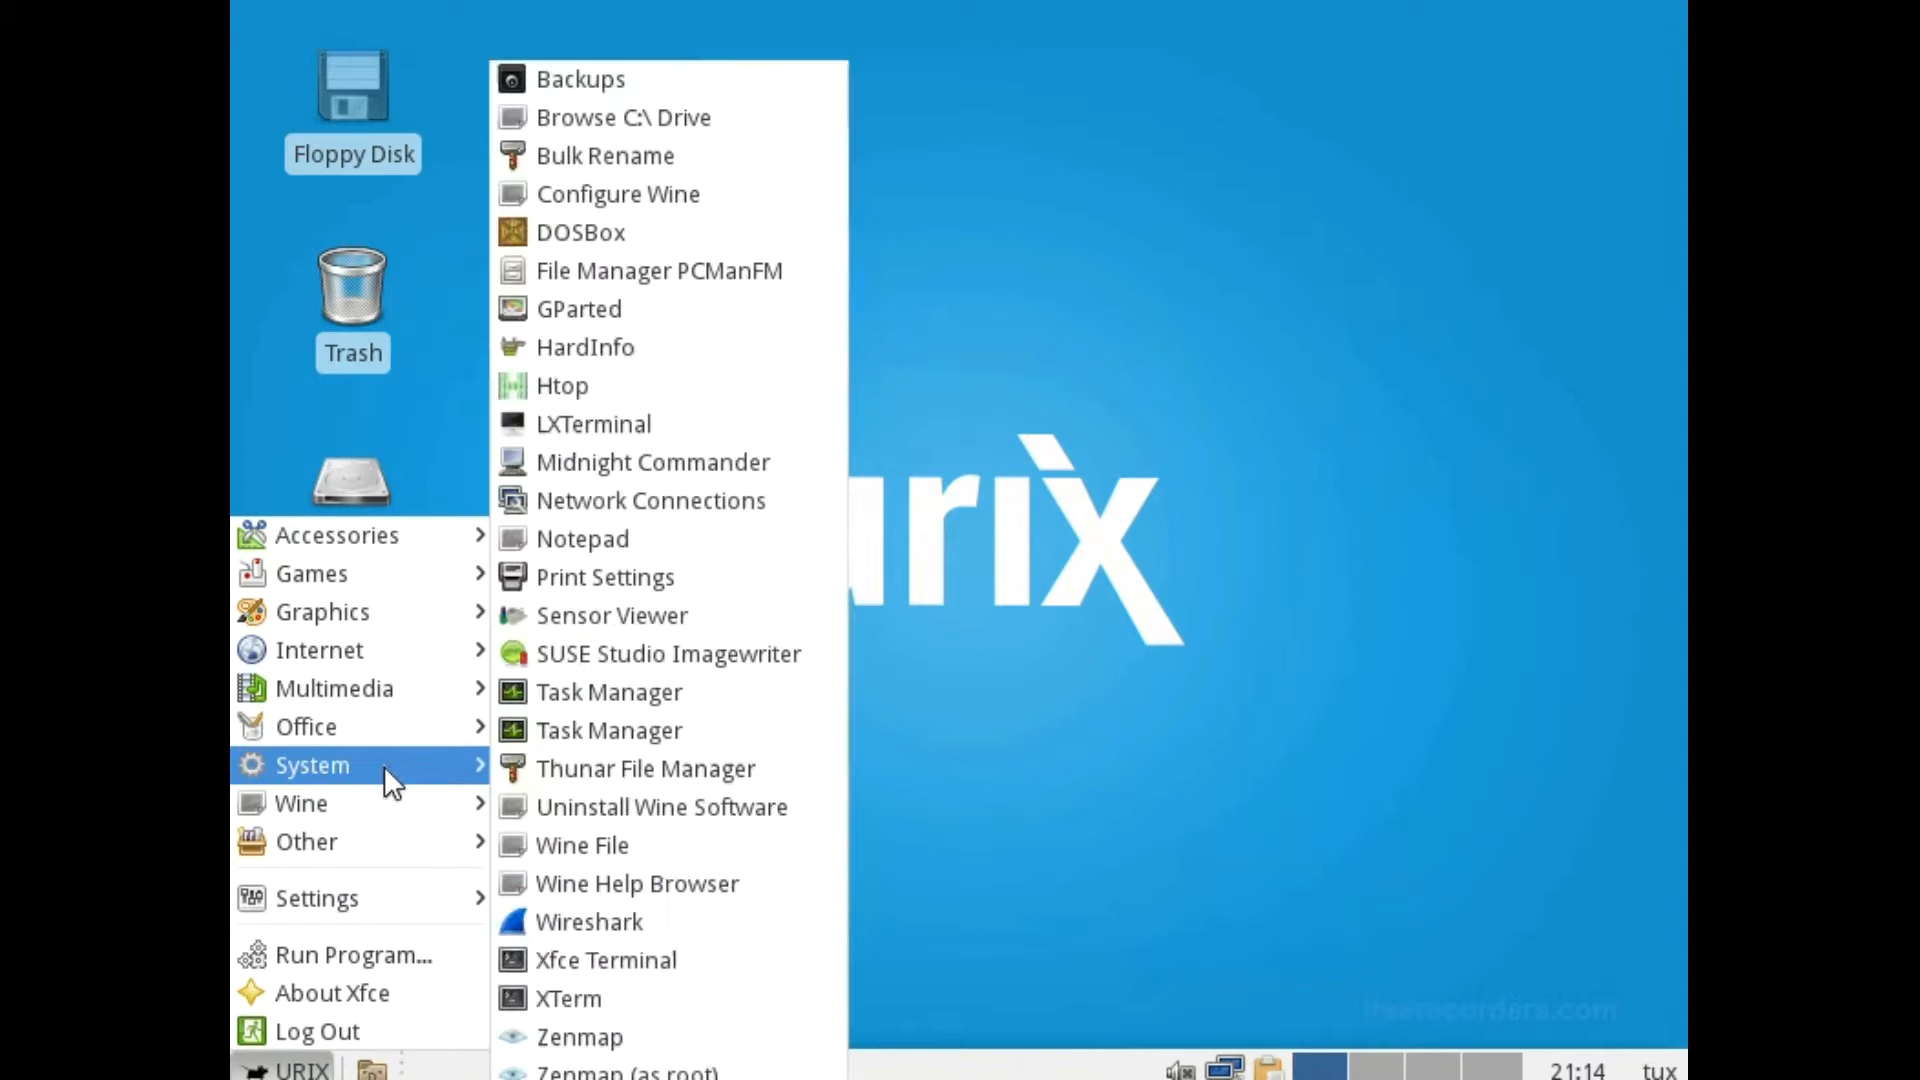 Floppy Disk
Trash
Accessories
Games
Graphics
Internet
Multimedia
Office
System
Wine
Other
Settings
Run Program...
About Xfce
Log Out
Backups
Browse C:\ Drive
Bulk Rename
Configure Wine
DOSBox
File Manager PCManFM
GParted
HardInfo
Htop
LXTerminal
Midnight Commander
Network Connections
Notepad
Print Settings
Sensor Viewer
SUSE Studio Imagewriter
Task Manager
Task Manager
Thunar File Manager
Uninstall Wine Software
Wine File
Wine Help Browser
Wireshark
Xfce Terminal
XTerm
Zenmap
Zenmap (as root)
urix
freerecorders.com
URIX
21:14
tux